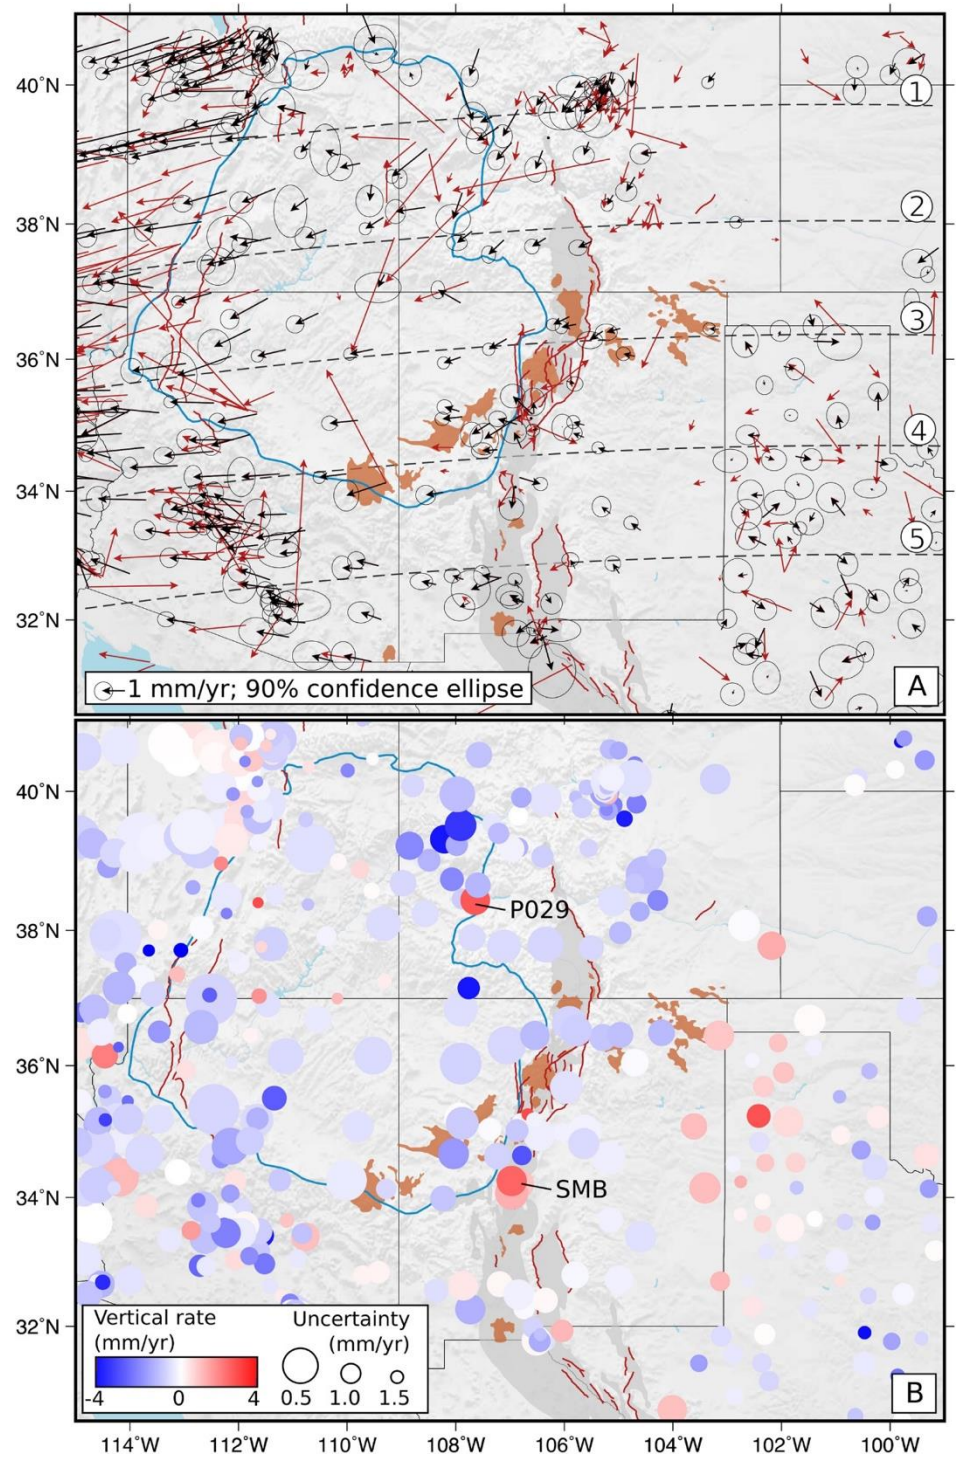 40°N
38°N
36°N
34°N
32°N
1
2
3
4
5
1 mm/yr; 90% confidence ellipse
A
40°N
38°N
36°N
34°N
32°N
P029
SMB
Vertical rate
(mm/yr)
-4 0 4
Uncertainty
(mm/yr)
0.5 1.0 1.5
B
114°W 112°W 110°W 108°W 106°W 104°W 102°W 100°W